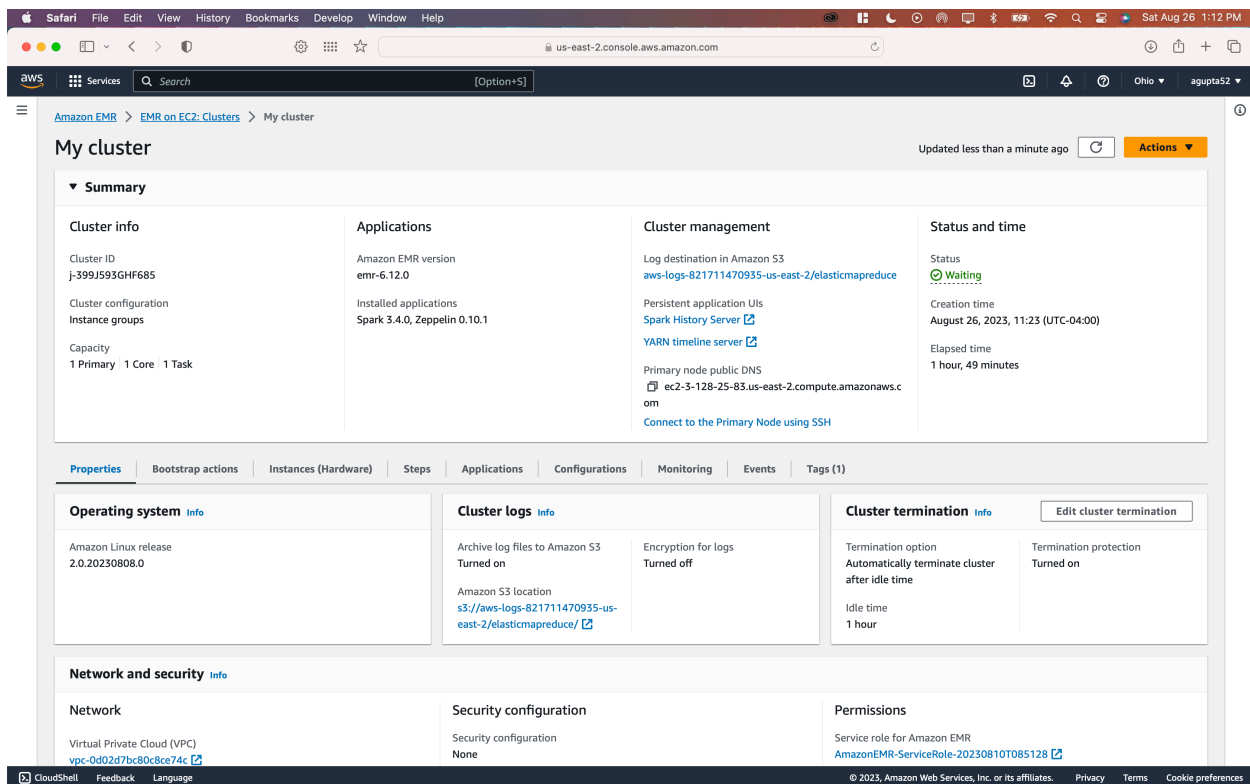 Safari File Edit View History Bookmarks Develop Window Help Sat Aug 26 1:12 PM
us-east-2.console.aws.amazon.com
aws Services Search [Option+S] Ohio agupta52
Amazon EMR > EMR on EC2: Clusters > My cluster
My cluster
Updated less than a minute ago
Actions
Summary
Cluster info
Cluster ID
j-399J593GHF685
Cluster configuration
Instance groups
Capacity
1 Primary 1 Core 1 Task
Applications
Amazon EMR version
emr-6.12.0
Installed applications
Spark 3.4.0, Zeppelin 0.10.1
Cluster management
Log destination in Amazon S3
aws-logs-821711470935-us-east-2/elasticmapreduce
Persistent application UIs
Spark History Server
YARN timeline server
Primary node public DNS
ec2-3-128-25-83.us-east-2.compute.amazonaws.c
om
Connect to the Primary Node using SSH
Status and time
Status
Waiting
Creation time
August 26, 2023, 11:23 (UTC-04:00)
Elapsed time
1 hour, 49 minutes
Properties Bootstrap actions Instances (Hardware) Steps Applications Configurations Monitoring Events Tags (1)
Operating system Info
Amazon Linux release
2.0.20230808.0
Cluster logs Info
Archive log files to Amazon S3
Turned on
Amazon S3 location
s3://aws-logs-821711470935-us-
east-2/elasticmapreduce/
Encryption for logs
Turned off
Cluster termination Info
Edit cluster termination
Termination option
Automatically terminate cluster
after idle time
Idle time
1 hour
Termination protection
Turned on
Network and security Info
Network
Virtual Private Cloud (VPC)
vpc-0d02d7bc80c8ce74c
Security configuration
Security configuration
None
Permissions
Service role for Amazon EMR
AmazonEMR-ServiceRole-20230810T085128
CloudShell Feedback Language © 2023, Amazon Web Services, Inc. or its affiliates. Privacy Terms Cookie preferences